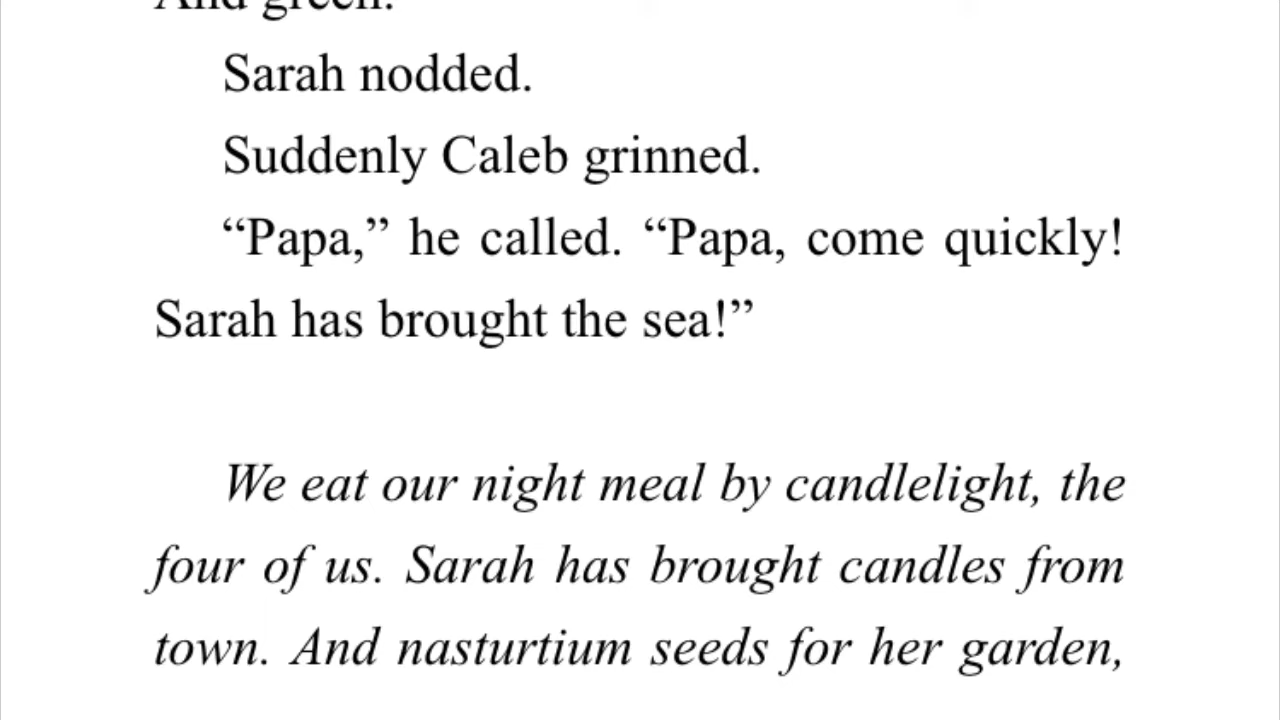 And green.
Sarah nodded.
Suddenly Caleb grinned.
“Papa,” he called. “Papa, come quickly!
Sarah has brought the sea!”
We eat our night meal by candlelight, the
four of us. Sarah has brought candles from
town. And nasturtium seeds for her garden,